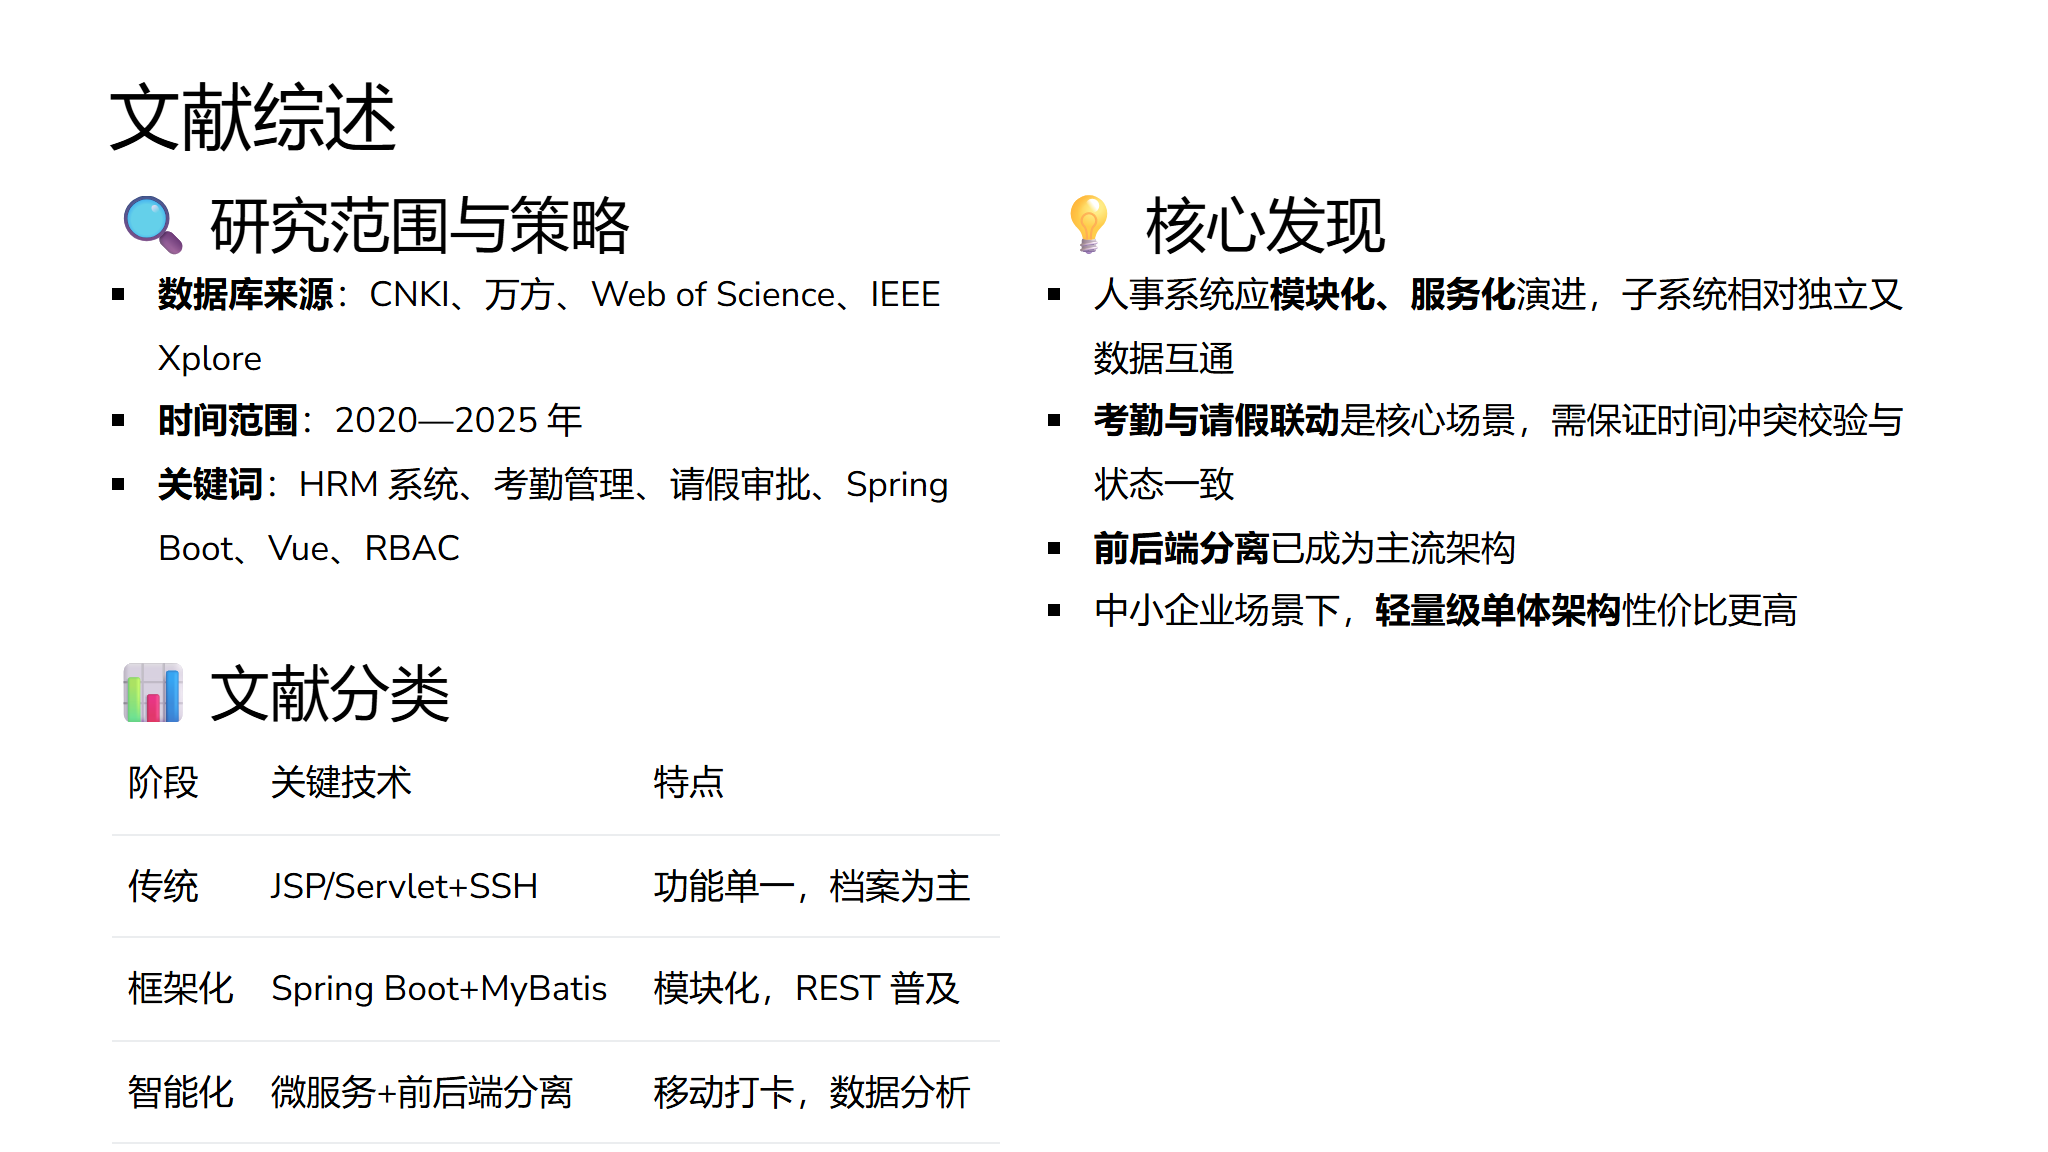 文献综述
研究范围与策略
数据库来源：CNKI、万方、Web of Science、IEEE
Xplore
时间范围：2020—2025 年
关键词：HRM 系统、考勤管理、请假审批、Spring
Boot、Vue、RBAC
文献分类
阶段 关键技术 特点
传统 JSP/Servlet+SSH 功能单一，档案为主
框架化 Spring Boot+MyBatis 模块化，REST 普及
智能化 微服务+前后端分离 移动打卡，数据分析
核心发现
人事系统应模块化、服务化演进，子系统相对独立又
数据互通
考勤与请假联动是核心场景，需保证时间冲突校验与
状态一致
前后端分离已成为主流架构
中小企业场景下，轻量级单体架构性价比更高